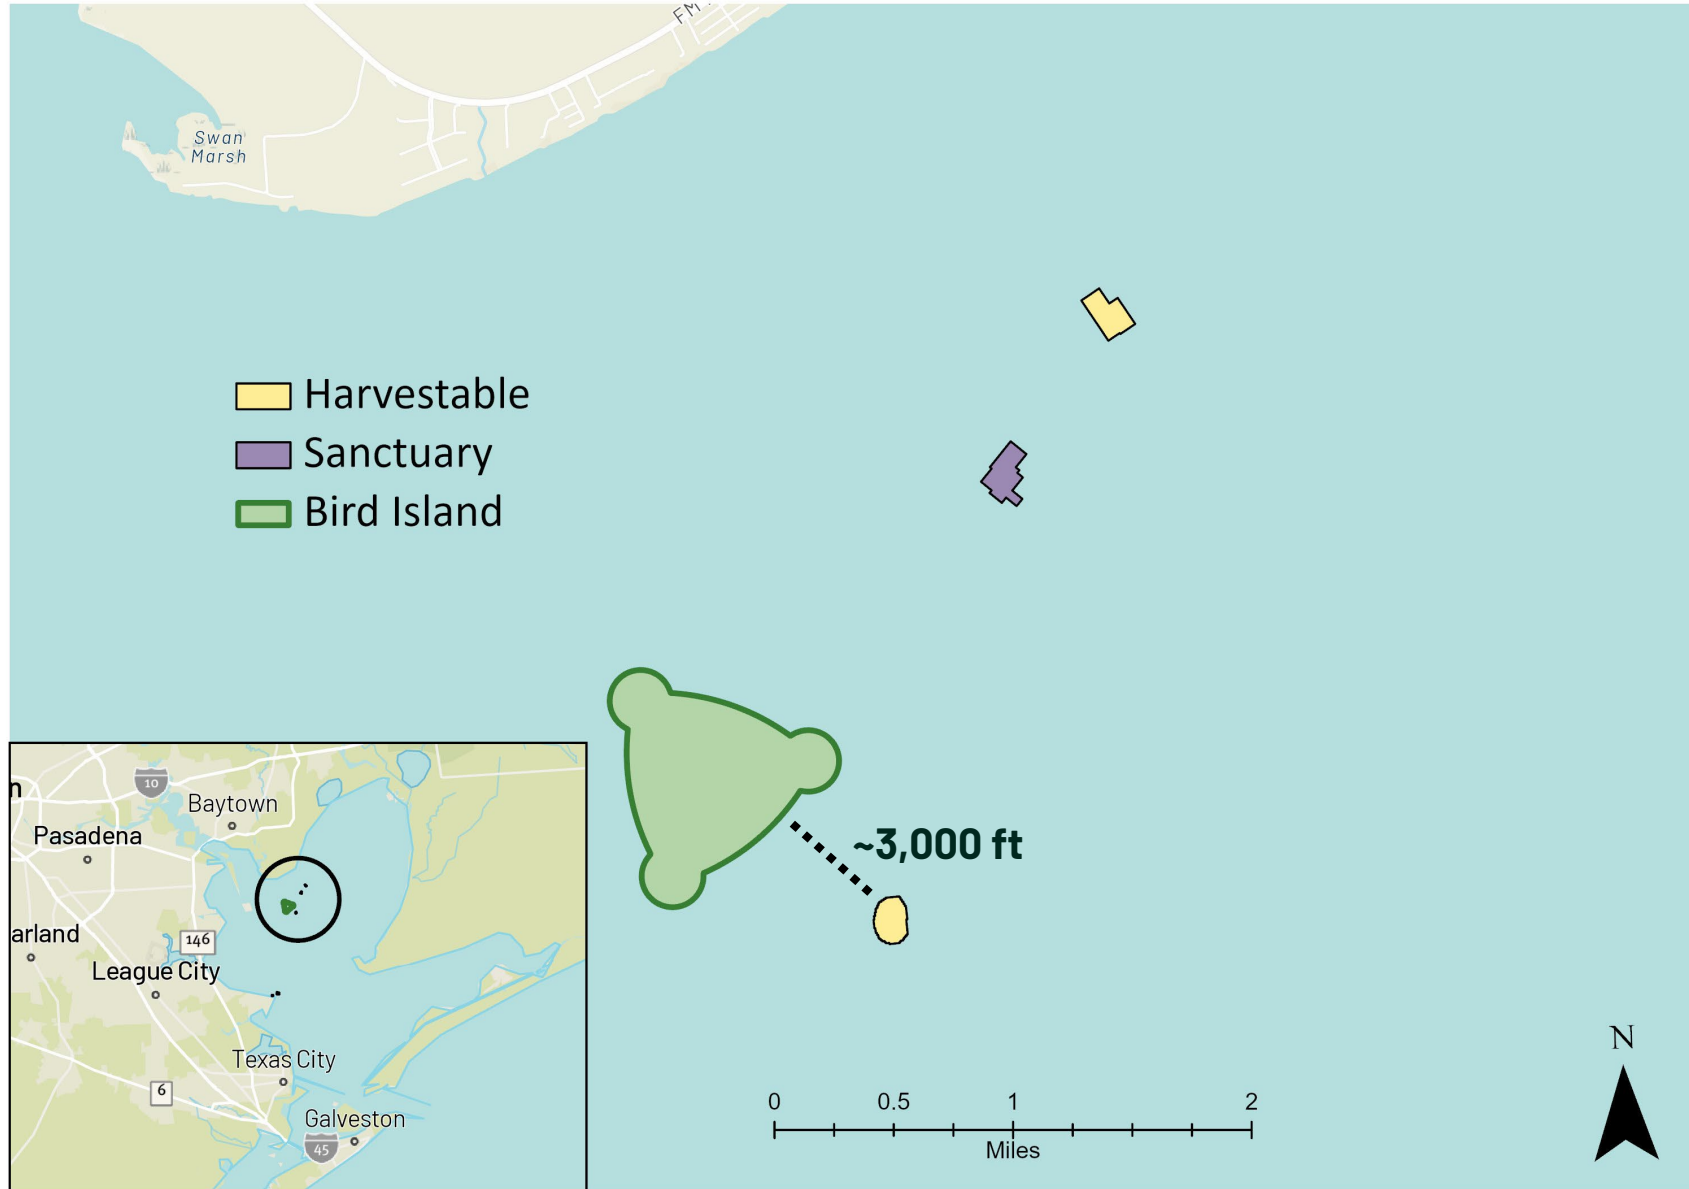 FM
Swan
Marsh
Harvestable
Sanctuary
Bird Island
~3,000 ft
10
n
Baytown
Pasadena
arland
146
League City
Texas City
6
Galveston
45
N
0 0.5 1 2
Miles